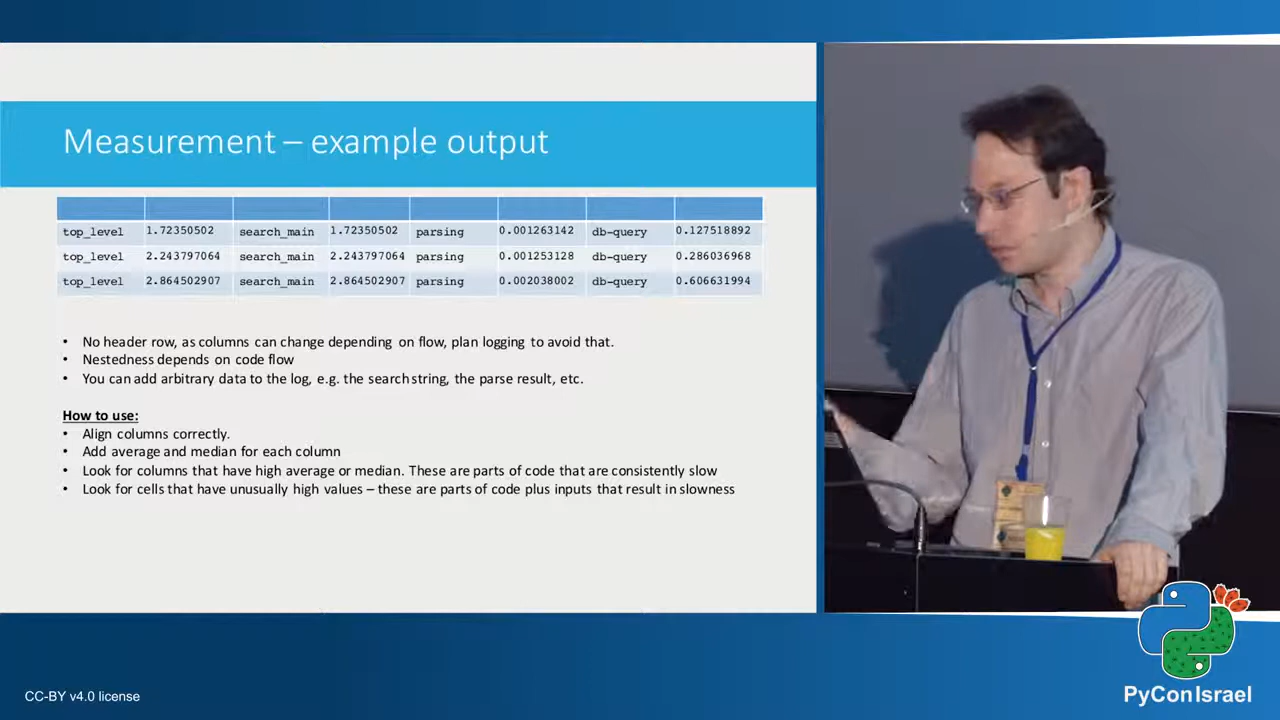 Measurement – example output
top_level 1.72350502 search_main 1.72350502 parsing 0.001263142 db-query 0.127518892
top_level 2.243797064 search_main 2.243797064 parsing 0.001253128 db-query 0.286036968
top_level 2.864502907 search_main 2.864502907 parsing 0.002038002 db-query 0.606631994
• No header row, as columns can change depending on flow, plan logging to avoid that.
• Nestedness depends on code flow
• You can add arbitrary data to the log, e.g. the search string, the parse result, etc.
How to use:
• Align columns correctly.
• Add average and median for each column
• Look for columns that have high average or median. These are parts of code that are consistently slow
• Look for cells that have unusually high values – these are parts of code plus inputs that result in slowness
CC-BY v4.0 license
PyConIsrael